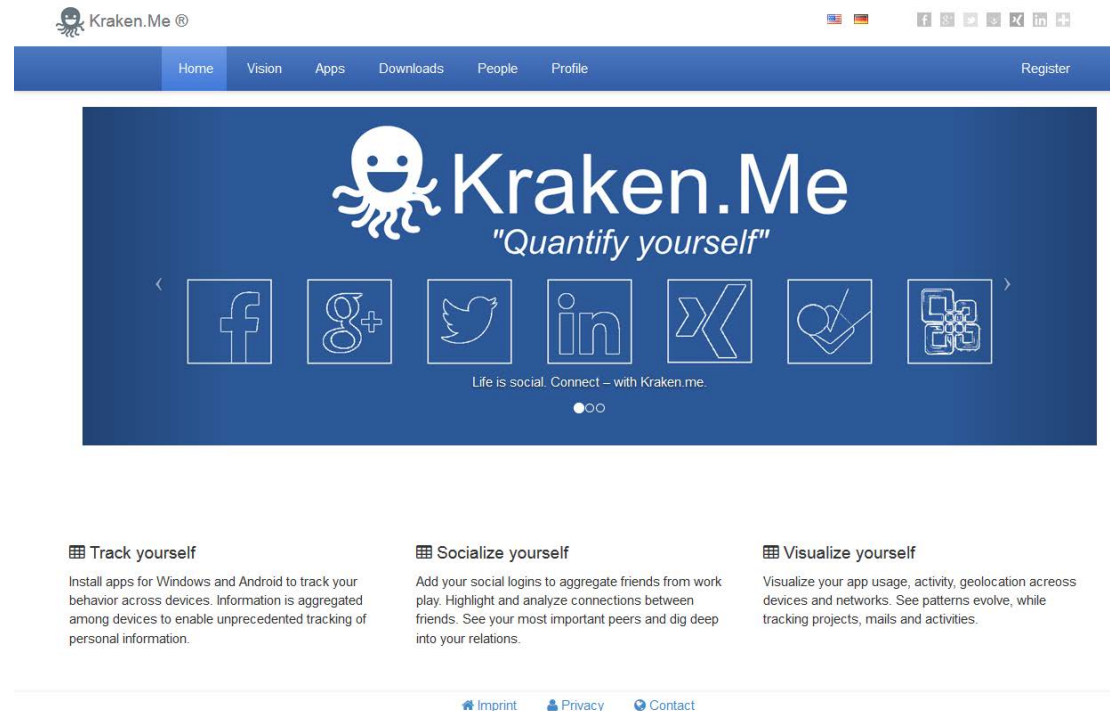 Kraken.Me ®
Home Vision Apps Downloads People Profile Register
Kraken.Me
"Quantify yourself"
Life is social. Connect – with Kraken.me.
Track yourself
Install apps for Windows and Android to track your
behavior across devices. Information is aggregated
among devices to enable unprecedented tracking of
personal information.
Socialize yourself
Add your social logins to aggregate friends from work
play. Highlight and analyze connections between
friends. See your most important peers and dig deep
into your relations.
Visualize yourself
Visualize your app usage, activity, geolocation acreoss
devices and networks. See patterns evolve, while
tracking projects, mails and activities.
Imprint Privacy Contact